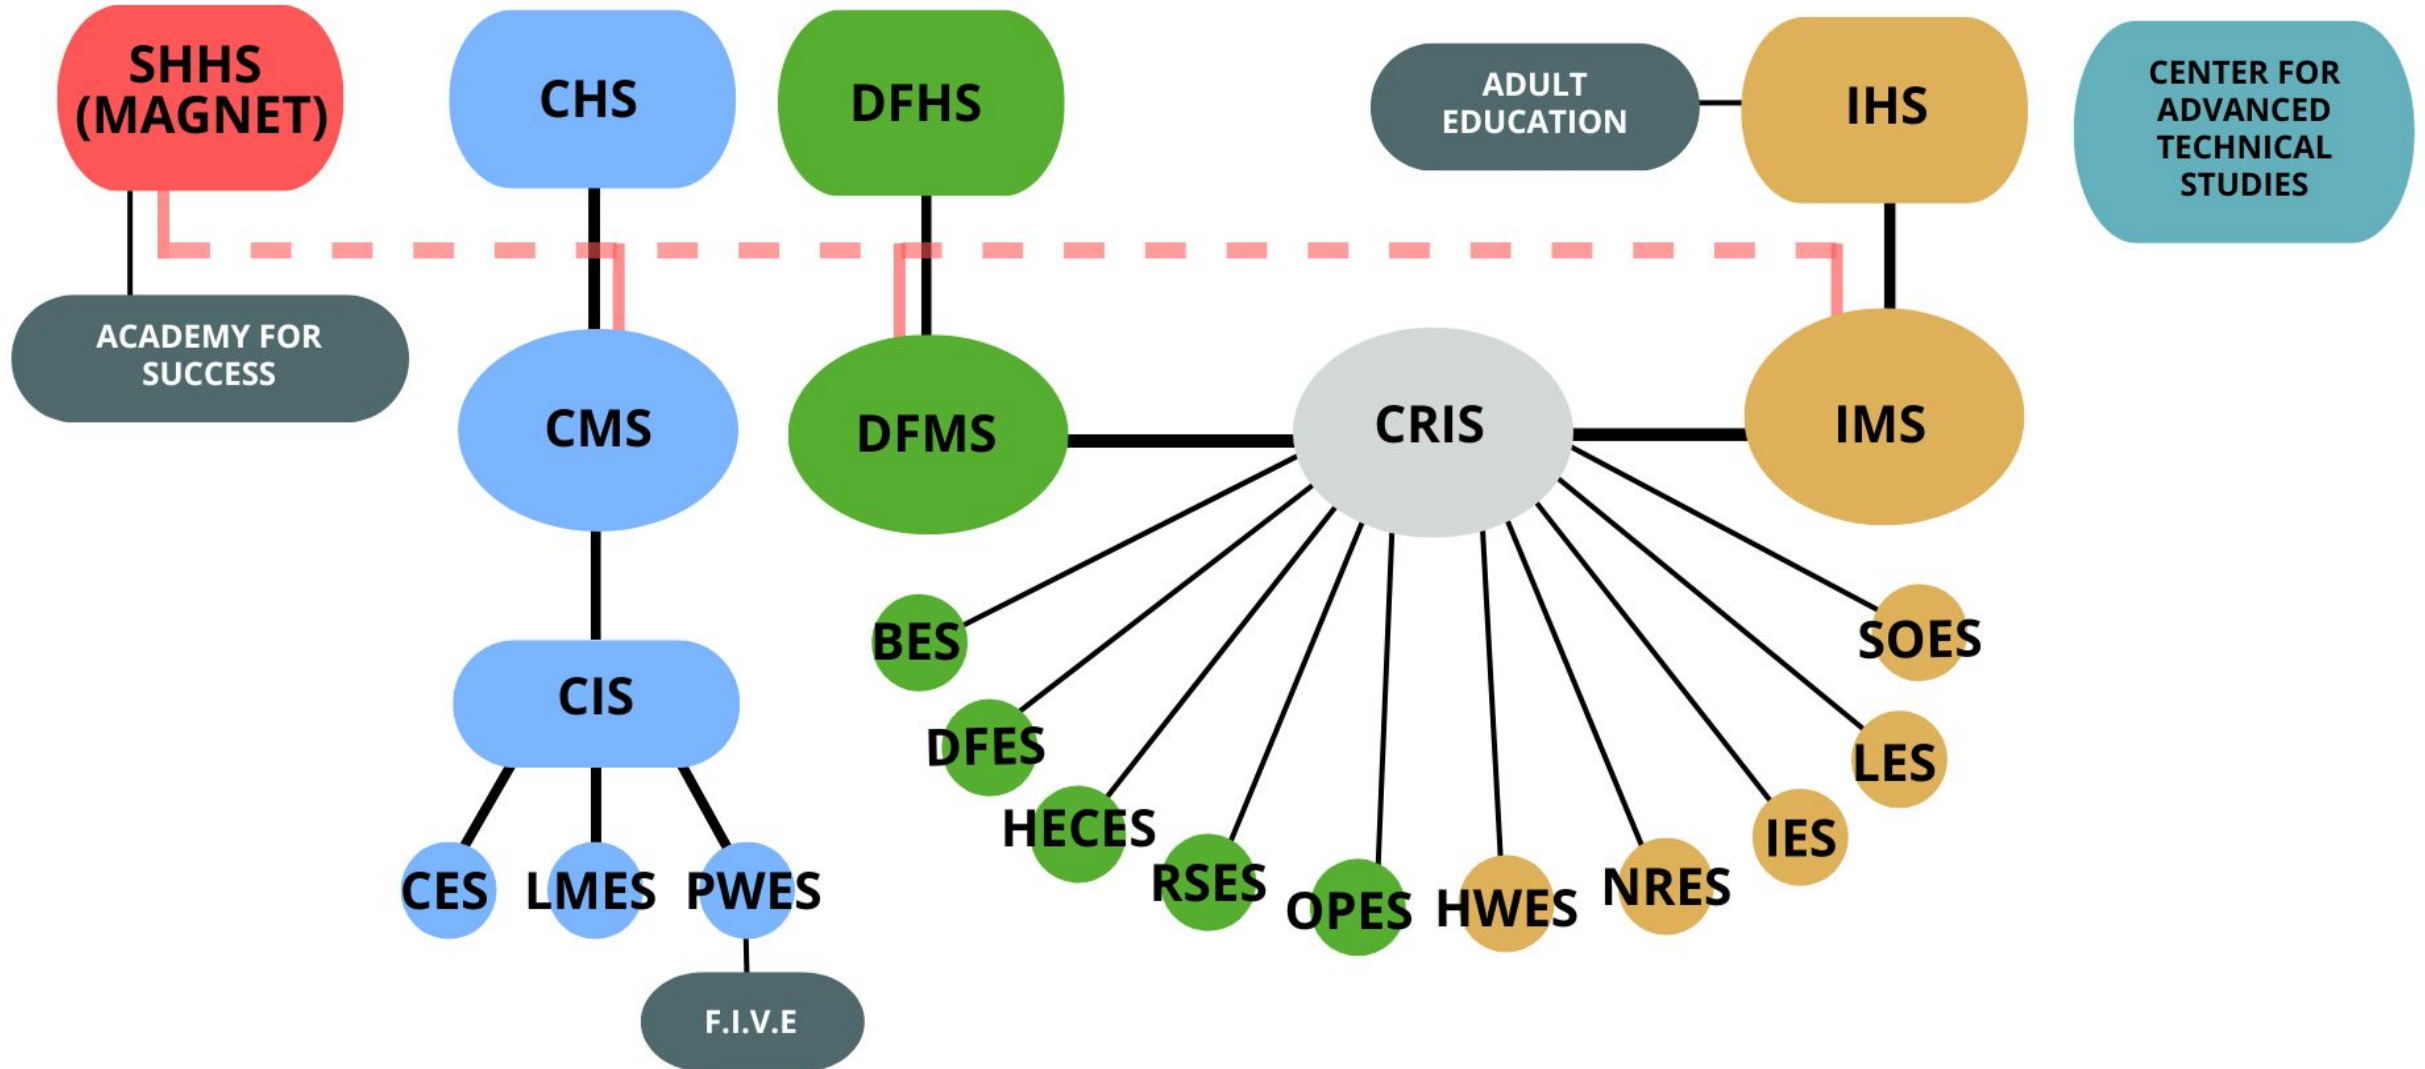 SHHS
(MAGNET)
CHS
DFHS
ADULT
EDUCATION
IHS
CENTER FOR
ADVANCED
TECHNICAL
STUDIES
ACADEMY FOR
SUCCESS
CMS
DFMS
CRIS
IMS
CIS
BES
SOES
DFES
LES
HECES
IES
RSES
NRES
OPES
HWES
CES
LMES
PWES
F.I.V.E